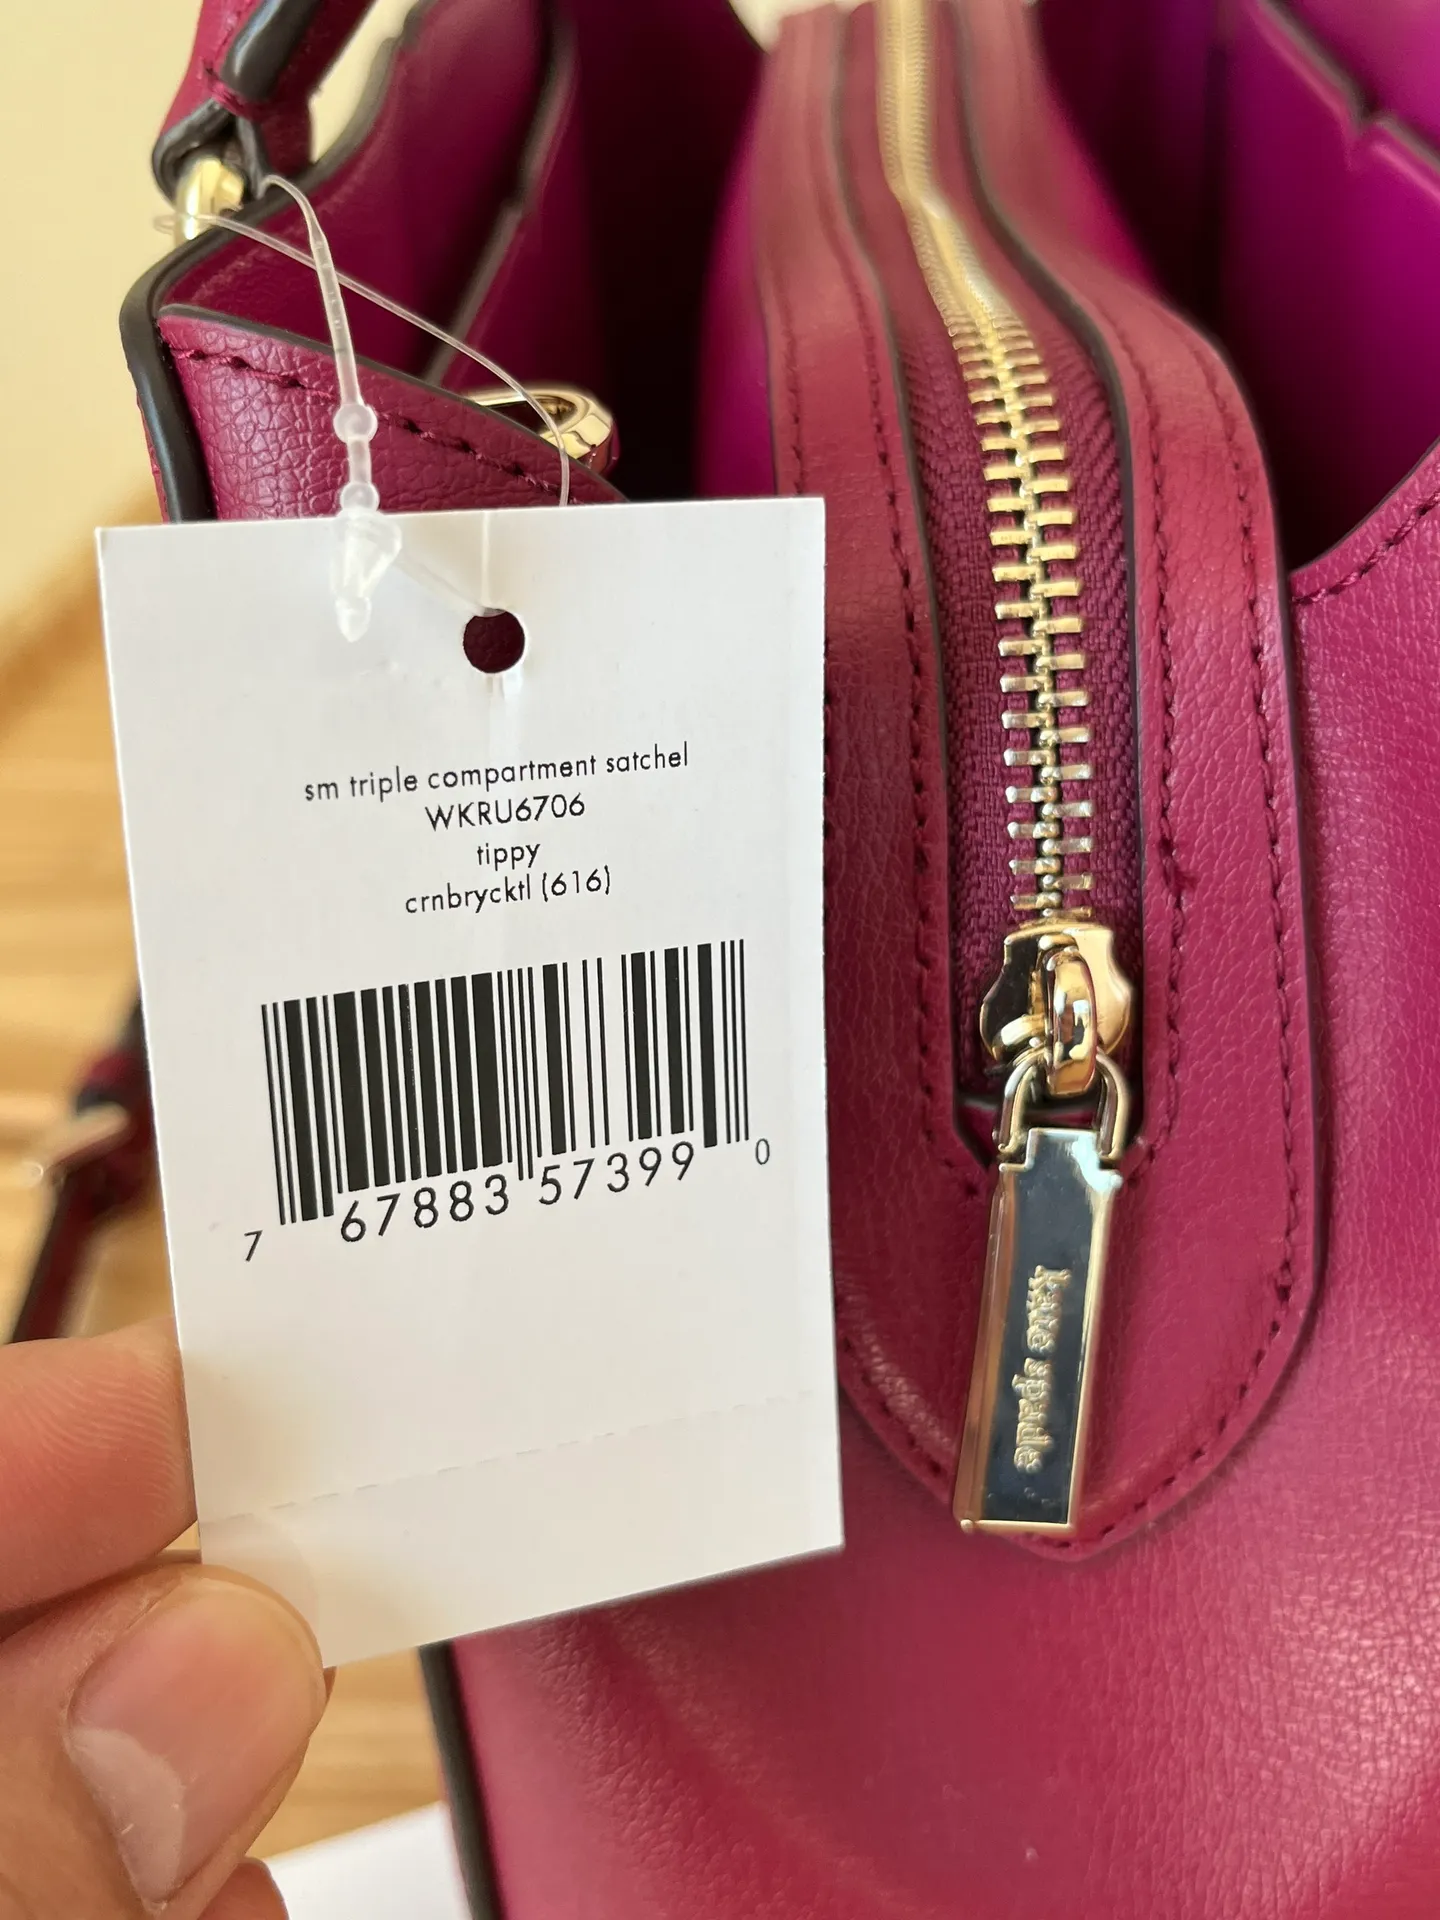 sm triple compartment satchel
WKRU6706
tippy
crnbrycktl (616)
7 67883 57399 0
kate spade